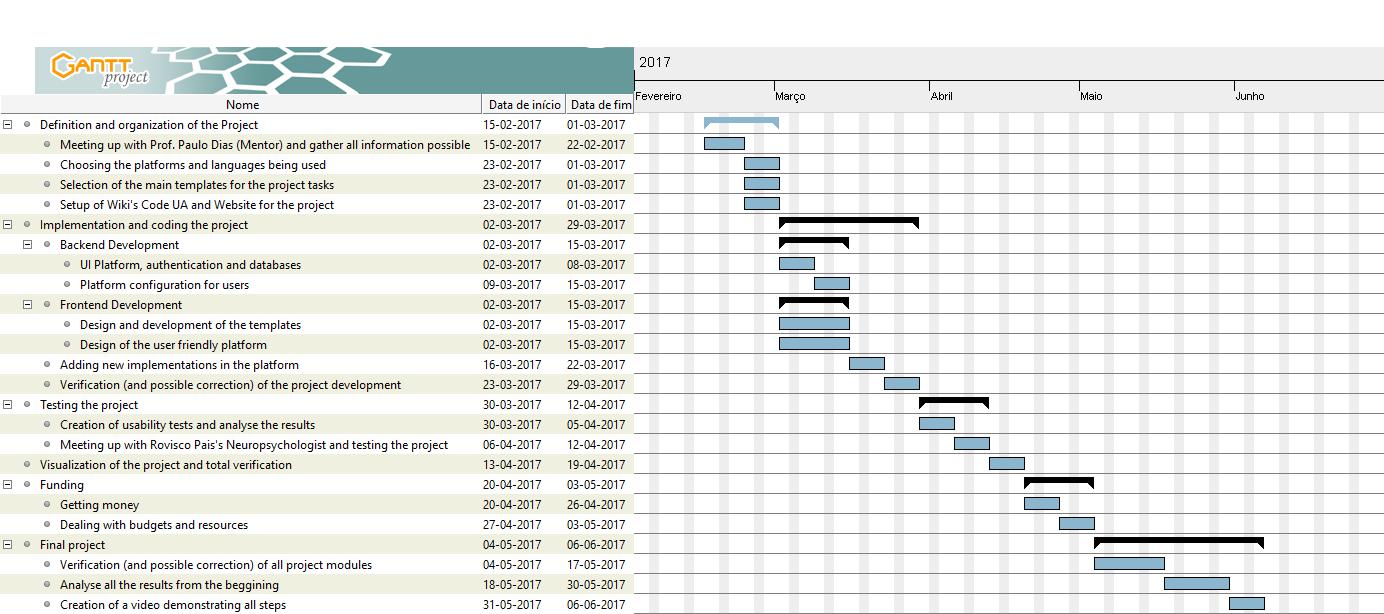 GANTT
project
2017
Fevereiro Março Abril Maio Junho
Nome Data de início Data de fim
Definition and organization of the Project 15-02-2017 01-03-2017
Meeting up with Prof. Paulo Dias (Mentor) and gather all information possible 15-02-2017 22-02-2017
Choosing the platforms and languages being used 23-02-2017 01-03-2017
Selection of the main templates for the project tasks 23-02-2017 01-03-2017
Setup of Wiki's Code UA and Website for the project 23-02-2017 01-03-2017
Implementation and coding the project 02-03-2017 29-03-2017
Backend Development 02-03-2017 15-03-2017
UI Platform, authentication and databases 02-03-2017 08-03-2017
Platform configuration for users 09-03-2017 15-03-2017
Frontend Development 02-03-2017 15-03-2017
Design and development of the templates 02-03-2017 15-03-2017
Design of the user friendly platform 02-03-2017 15-03-2017
Adding new implementations in the platform 16-03-2017 22-03-2017
Verification (and possible correction) of the project development 23-03-2017 29-03-2017
Testing the project 30-03-2017 12-04-2017
Creation of usability tests and analyse the results 30-03-2017 05-04-2017
Meeting up with Rovisco Pais's Neuropsychologist and testing the project 06-04-2017 12-04-2017
Visualization of the project and total verification 13-04-2017 19-04-2017
Funding 20-04-2017 03-05-2017
Getting money 20-04-2017 26-04-2017
Dealing with budgets and resources 27-04-2017 03-05-2017
Final project 04-05-2017 06-06-2017
Verification (and possible correction) of all project modules 04-05-2017 17-05-2017
Analyse all the results from the beggining 18-05-2017 30-05-2017
Creation of a video demonstrating all steps 31-05-2017 06-06-2017